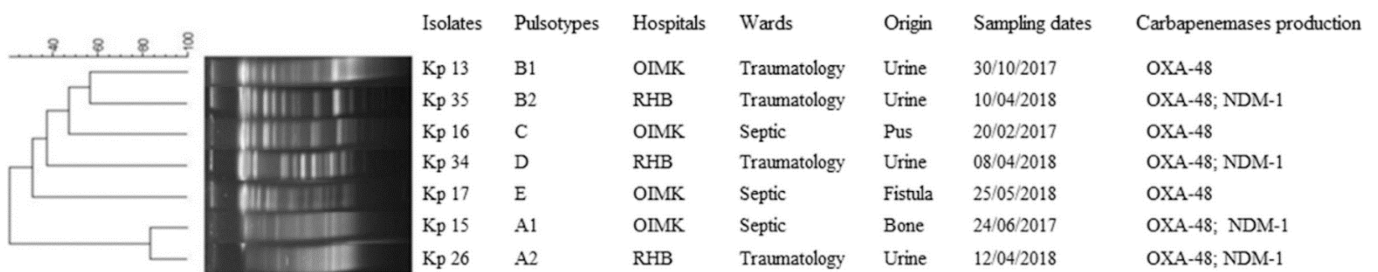 Isolates Pulsotypes Hospitals Wards Origin Sampling dates Carbapenemases production
40 60 80 100
Kp 13 B1 OIMK Traumatology Urine 30/10/2017 OXA-48
Kp 35 B2 RHB Traumatology Urine 10/04/2018 OXA-48; NDM-1
Kp 16 C OIMK Septic Pus 20/02/2017 OXA-48
Kp 34 D RHB Traumatology Urine 08/04/2018 OXA-48; NDM-1
Kp 17 E OIMK Septic Fistula 25/05/2018 OXA-48
Kp 15 A1 OIMK Septic Bone 24/06/2017 OXA-48; NDM-1
Kp 26 A2 RHB Traumatology Urine 12/04/2018 OXA-48; NDM-1